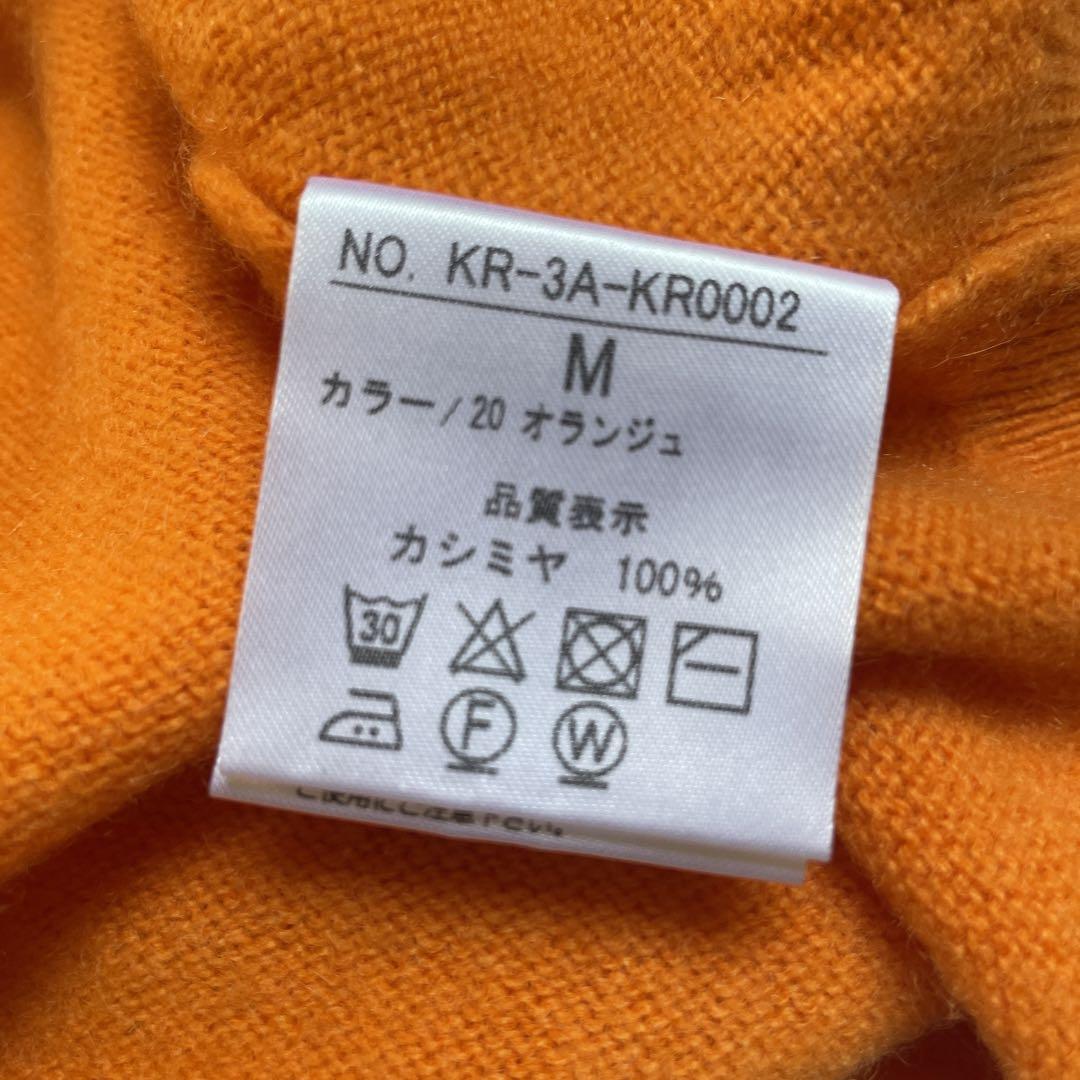 NO. KR-3A-KR0002
M
カラー/20 オランジュ
品質表示
カシミヤ 100%
30
F W